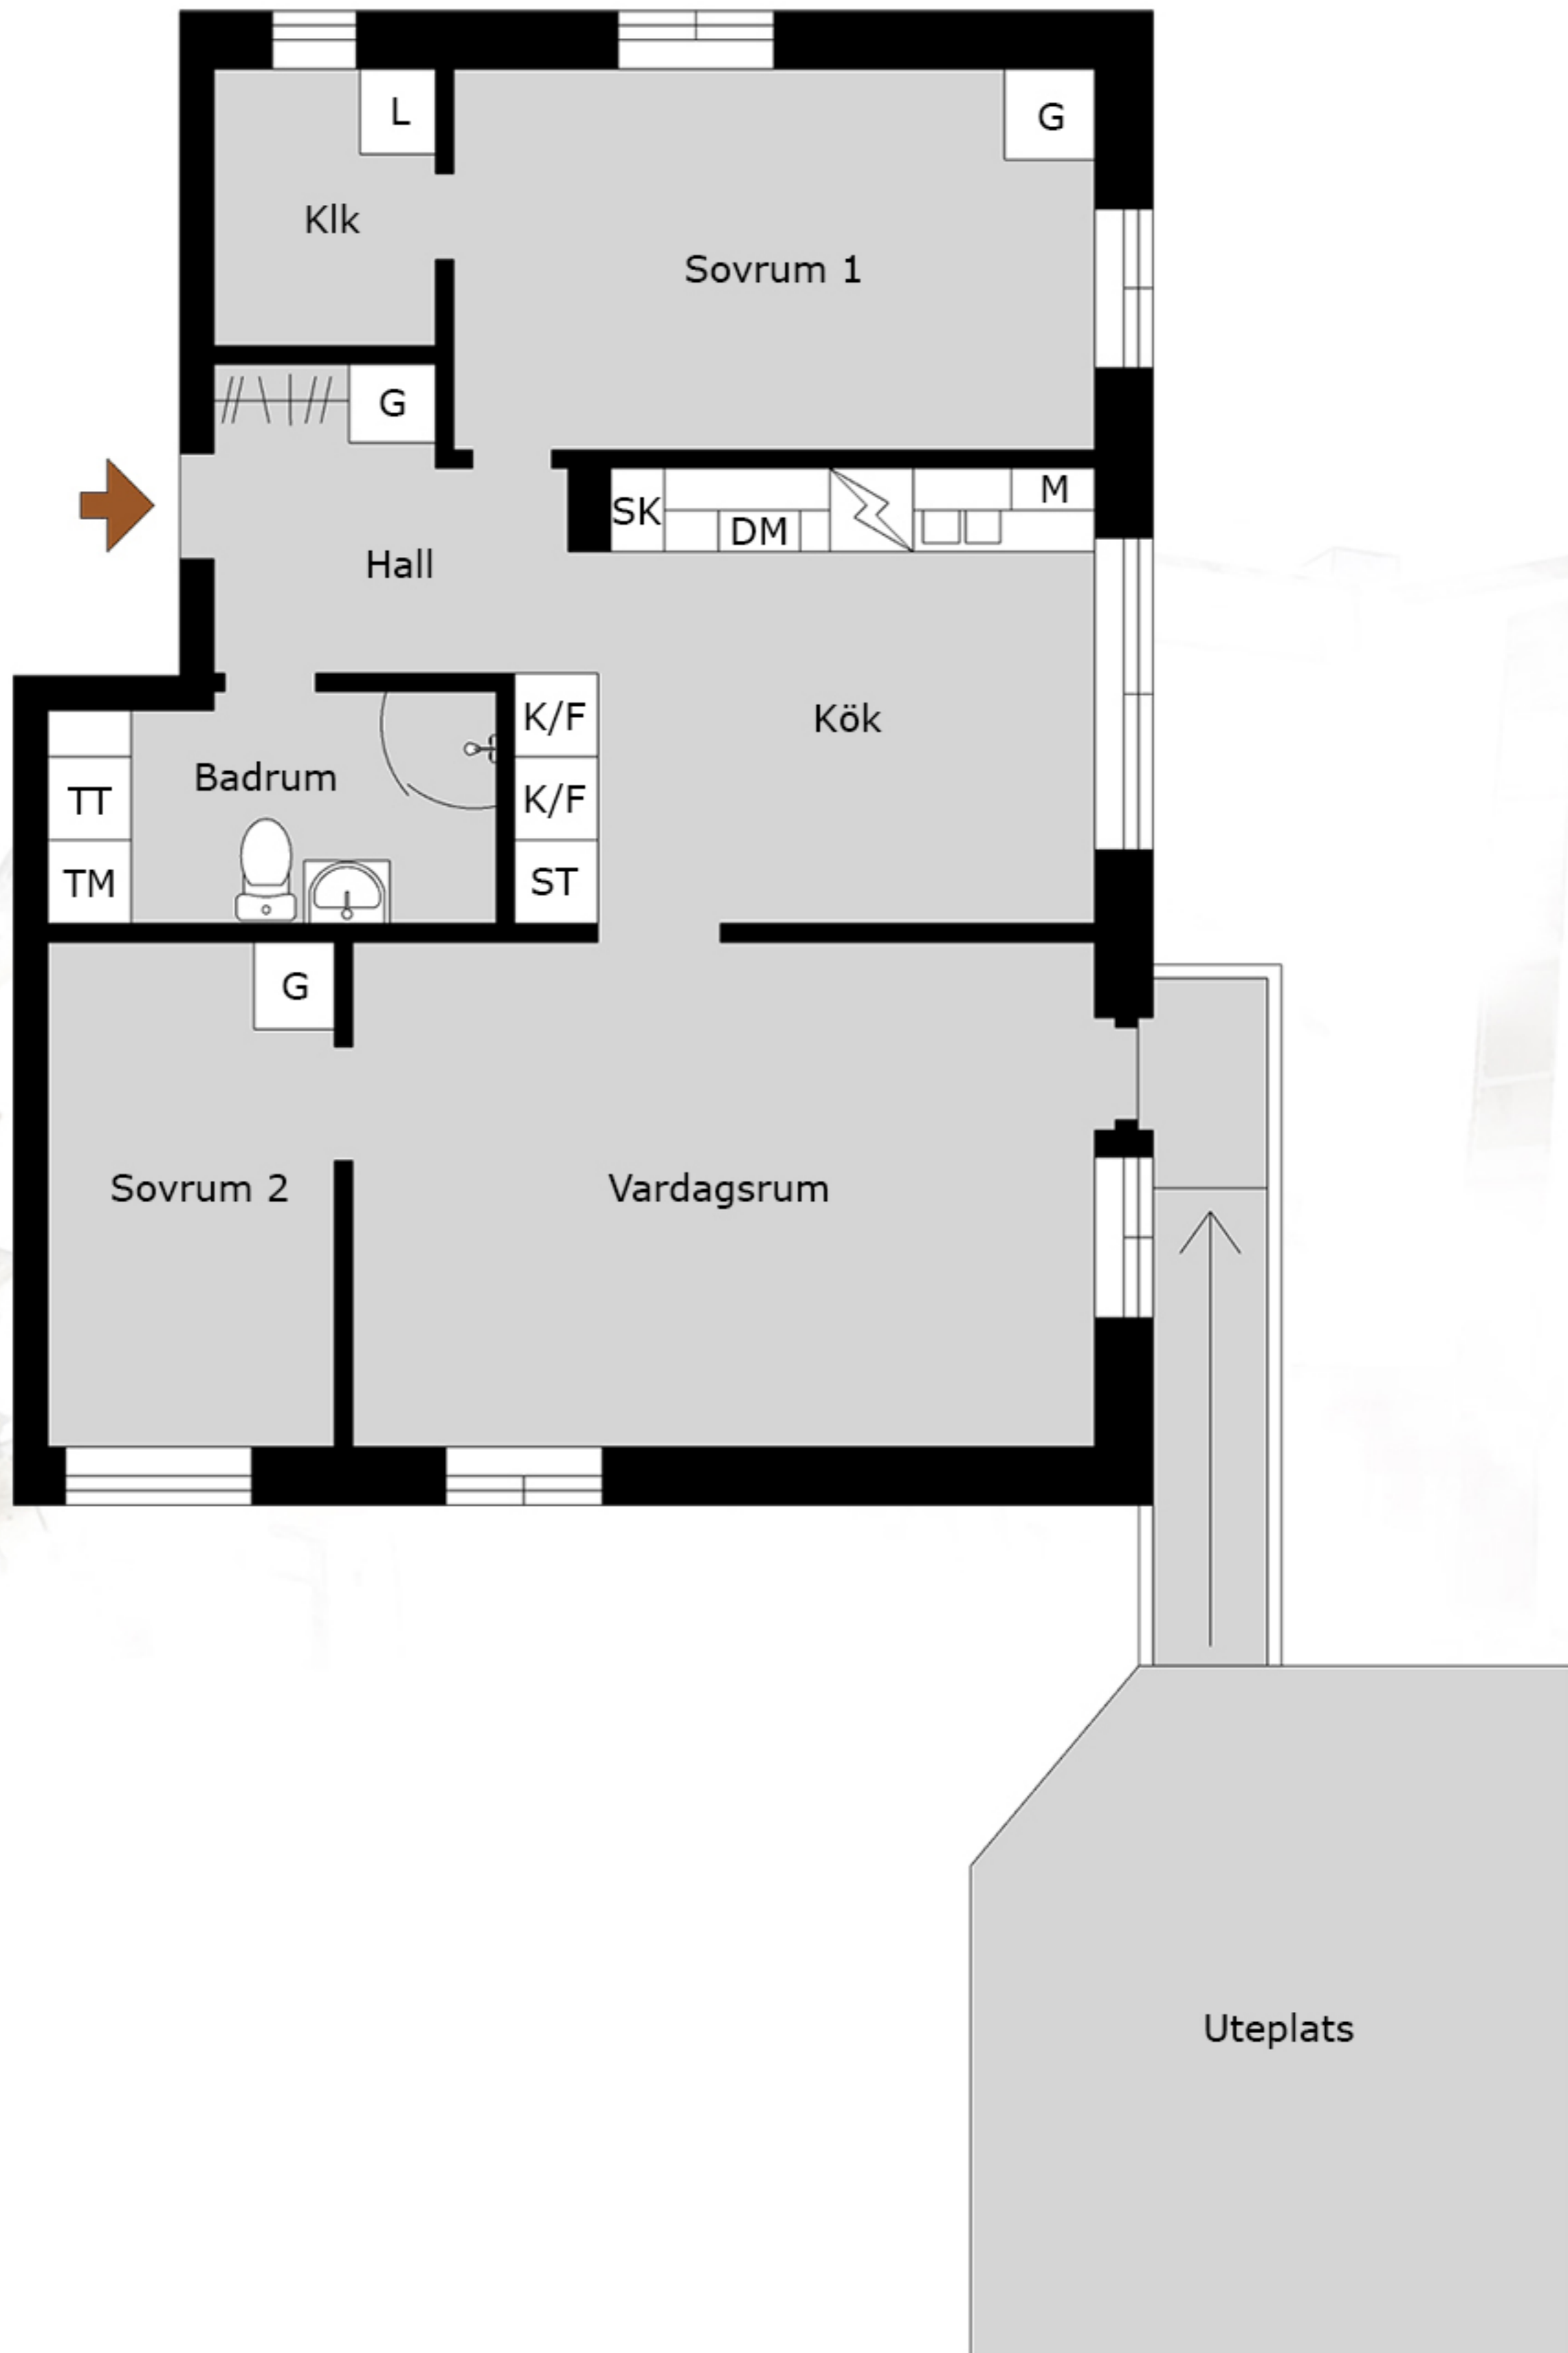 L
G
Klk
Sovrum 1
G
SK
DM
M
Hall
K/F
Kök
Badrum
TT
K/F
TM
ST
G
Sovrum 2
Vardagsrum
Uteplats